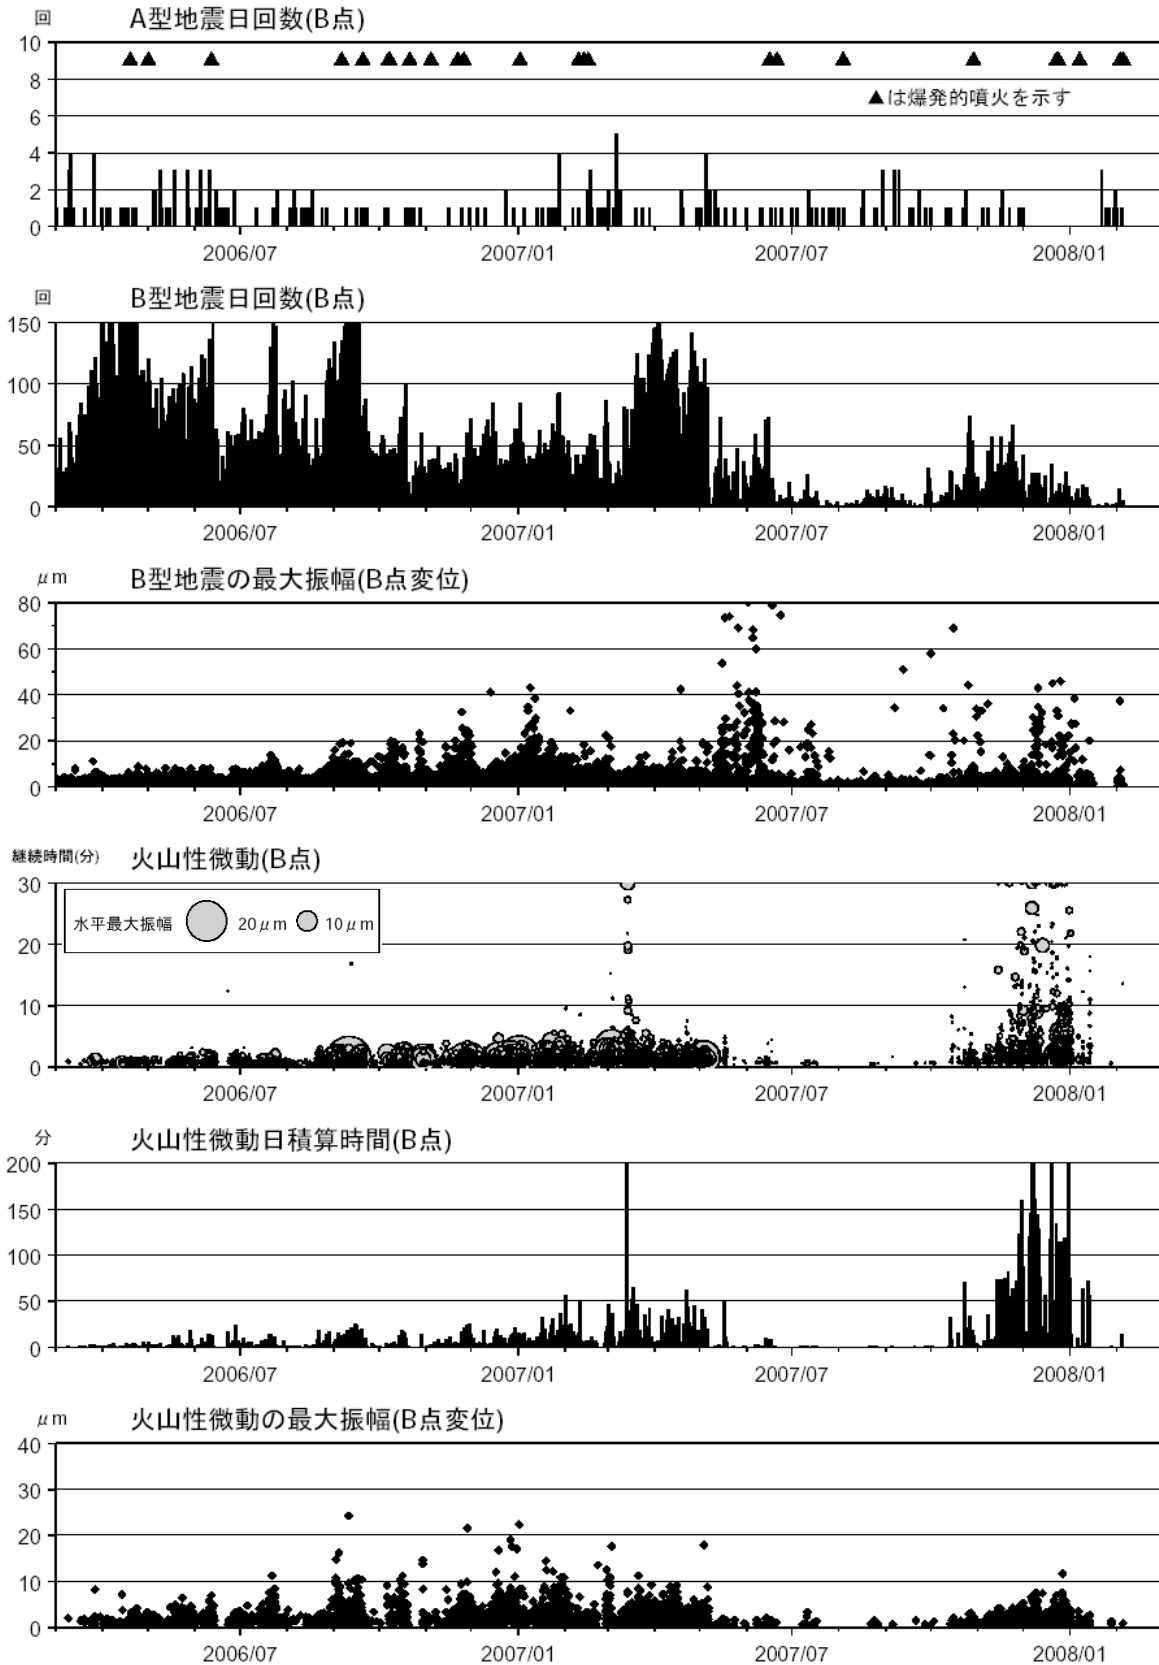 回 A型地震日回数(B点)
10
8
▲は爆発的噴火を示す
6
4
2
0
2006/07 2007/01 2007/07 2008/01
回 B型地震日回数(B点)
150
100
50
0
2006/07 2007/01 2007/07 2008/01
μm B型地震の最大振幅(B点変位)
80
60
40
20
0
2006/07 2007/01 2007/07 2008/01
継続時間(分) 火山性微動(B点)
30
水平最大振幅 20μm 10μm
20
10
0
2006/07 2007/01 2007/07 2008/01
分 火山性微動日積算時間(B点)
200
150
100
50
0
2006/07 2007/01 2007/07 2008/01
μm 火山性微動の最大振幅(B点変位)
40
30
20
10
0
2006/07 2007/01 2007/07 2008/01